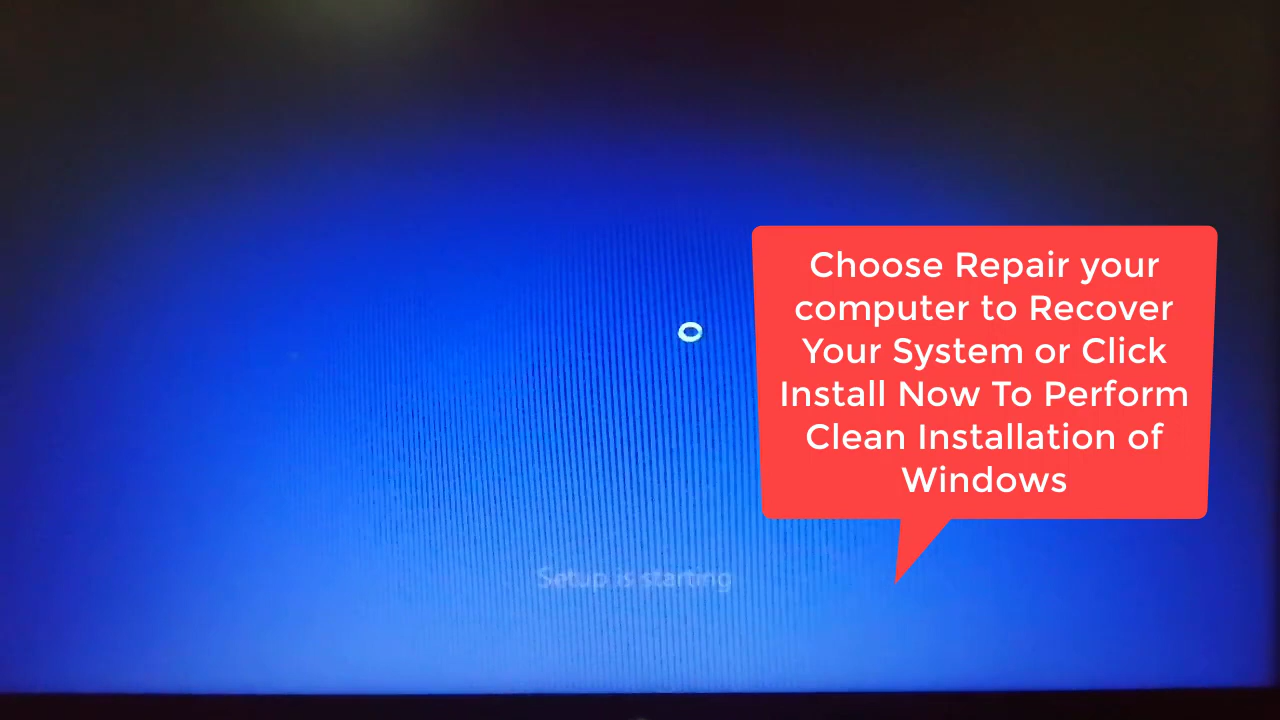 Choose Repair your
computer to Recover
Your System or Click
Install Now To Perform
Clean Installation of
Windows
Setup is starting